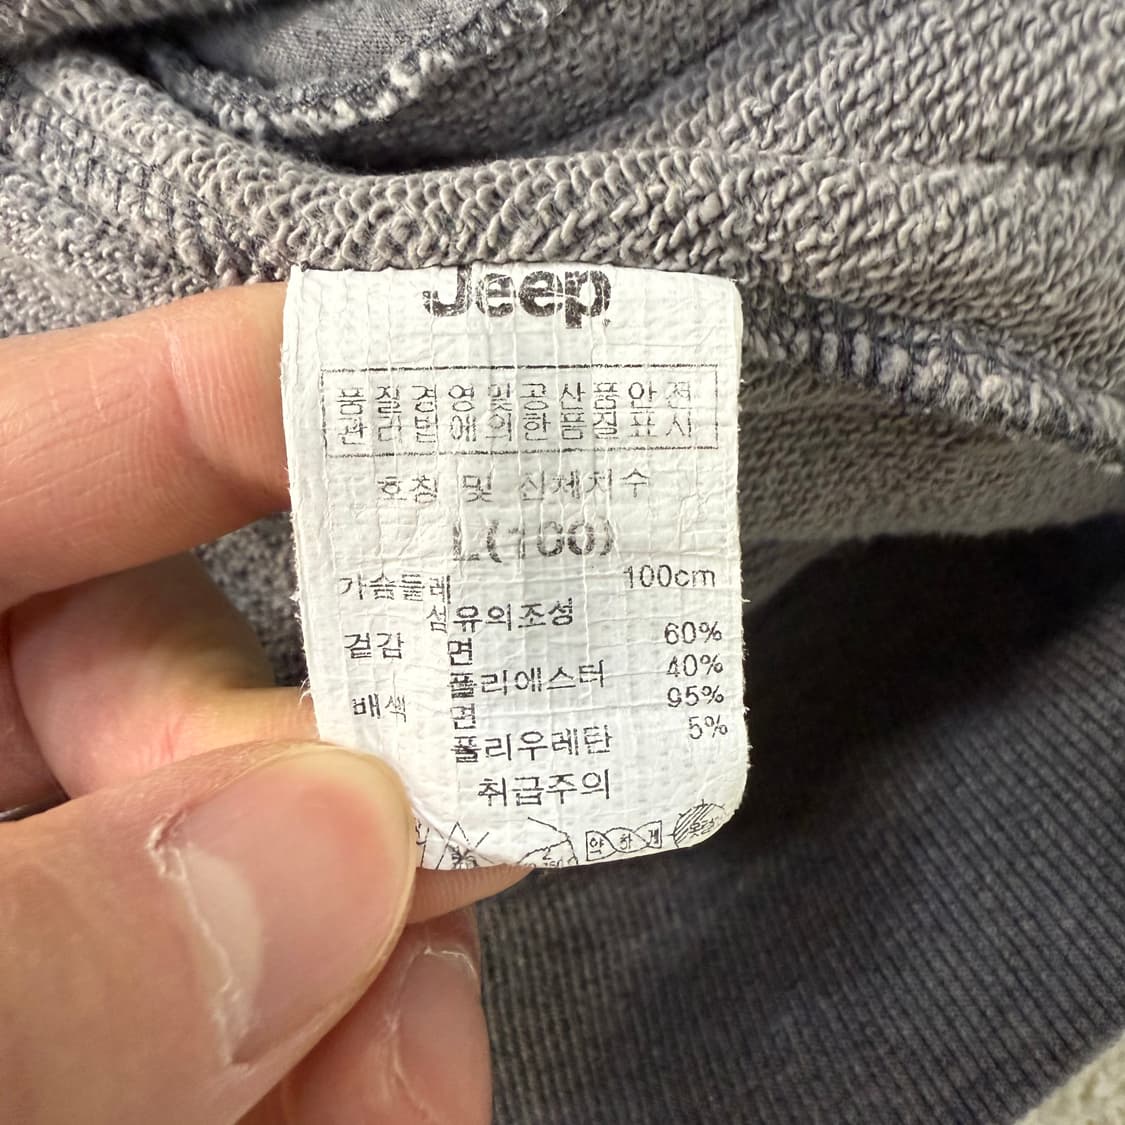 Jeep
품질경영및공산품안전
관리법에의한품질표시
호칭 및 신체치수
L(100)
가슴둘레 100cm
섬유의조성
겉감 면 60%
폴리에스터 40%
배색 면 95%
폴리우레탄 5%
취급주의
약하게